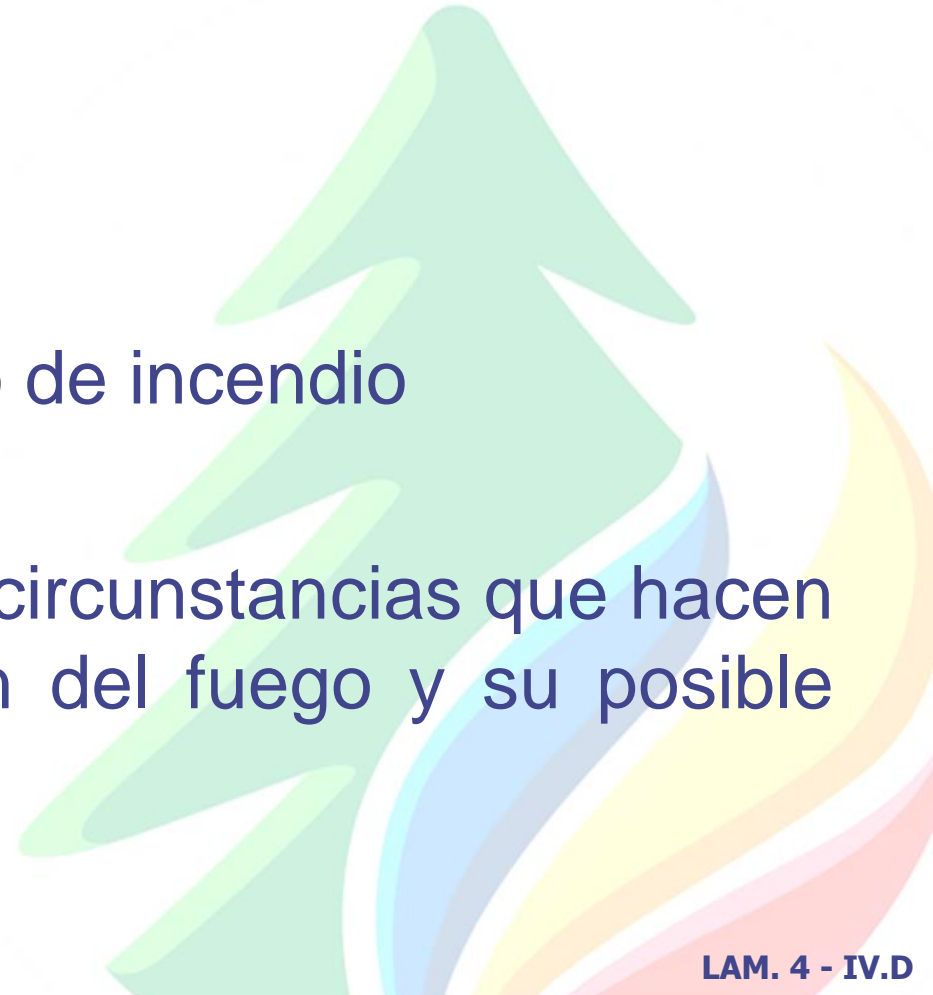 de incendio
circunstancias que hacen
del fuego y su posible
LAM. 4 - IV.D